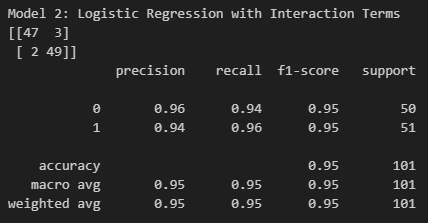 Model 2: Logistic Regression with Interaction Terms
[[47  3]
 [ 2 49]]
              precision    recall  f1-score   support

           0       0.96      0.94      0.95        50
           1       0.94      0.96      0.95        51

    accuracy                           0.95       101
   macro avg       0.95      0.95      0.95       101
weighted avg       0.95      0.95      0.95       101